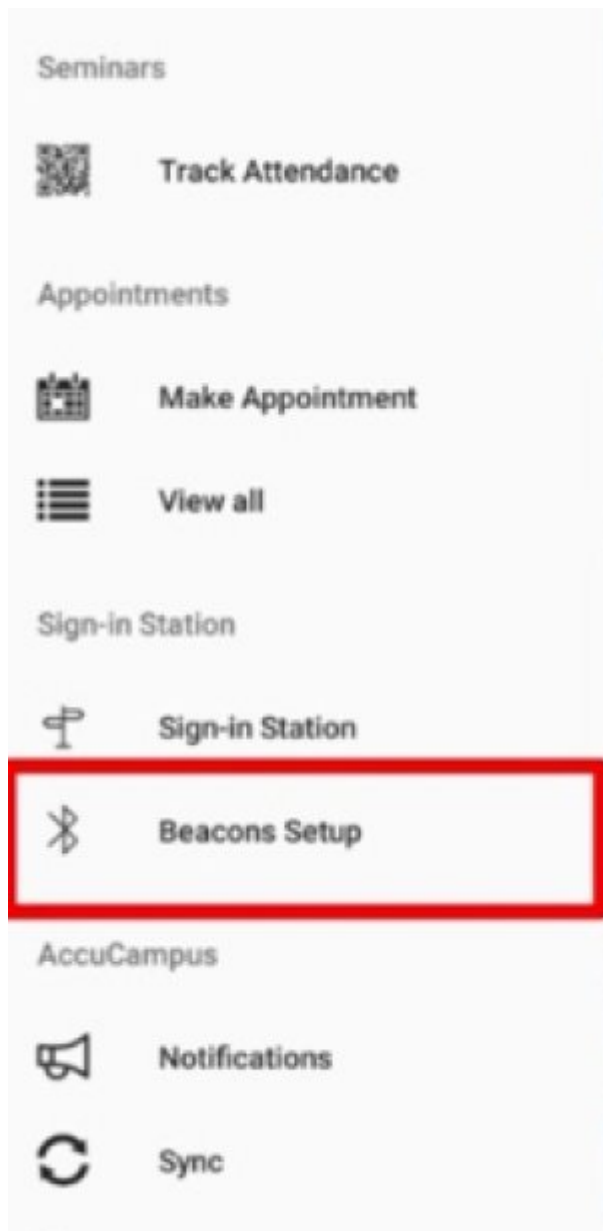 Seminars
Track Attendance
Appointments
Make Appointment
View all
Sign-in Station
Sign-in Station
Beacons Setup
AccuCampus
Notifications
Sync